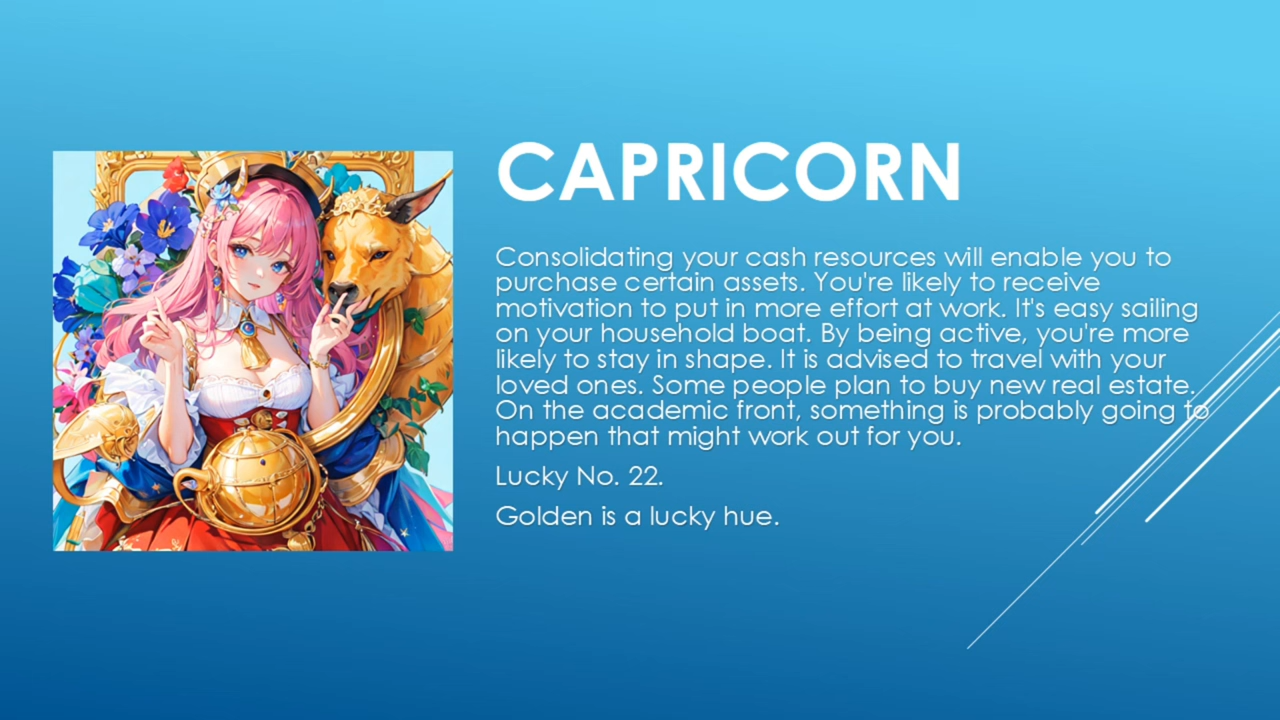 CAPRICORN
Consolidating your cash resources will enable you to
purchase certain assets. You're likely to receive
motivation to put in more effort at work. It's easy sailing
on your household boat. By being active, you're more
likely to stay in shape. It is advised to travel with your
loved ones. Some people plan to buy new real estate.
On the academic front, something is probably going to
happen that might work out for you.
Lucky No. 22.
Golden is a lucky hue.